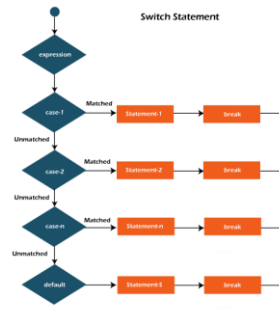 Switch Statement
expression
Matched
case-1
Statement-1
break
Unmatched
Matched
case-2
Statement-2
break
Unmatched
Matched
case-n
Statement-n
break
Unmatched
default
Statement-$
break